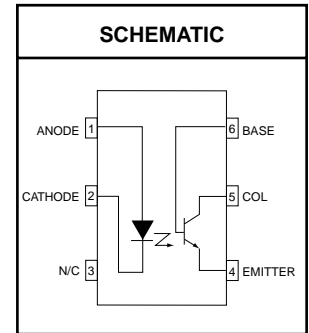 SCHEMATIC
ANODE 1
6 BASE
CATHODE 2
5 COL
N/C 3
4 EMITTER